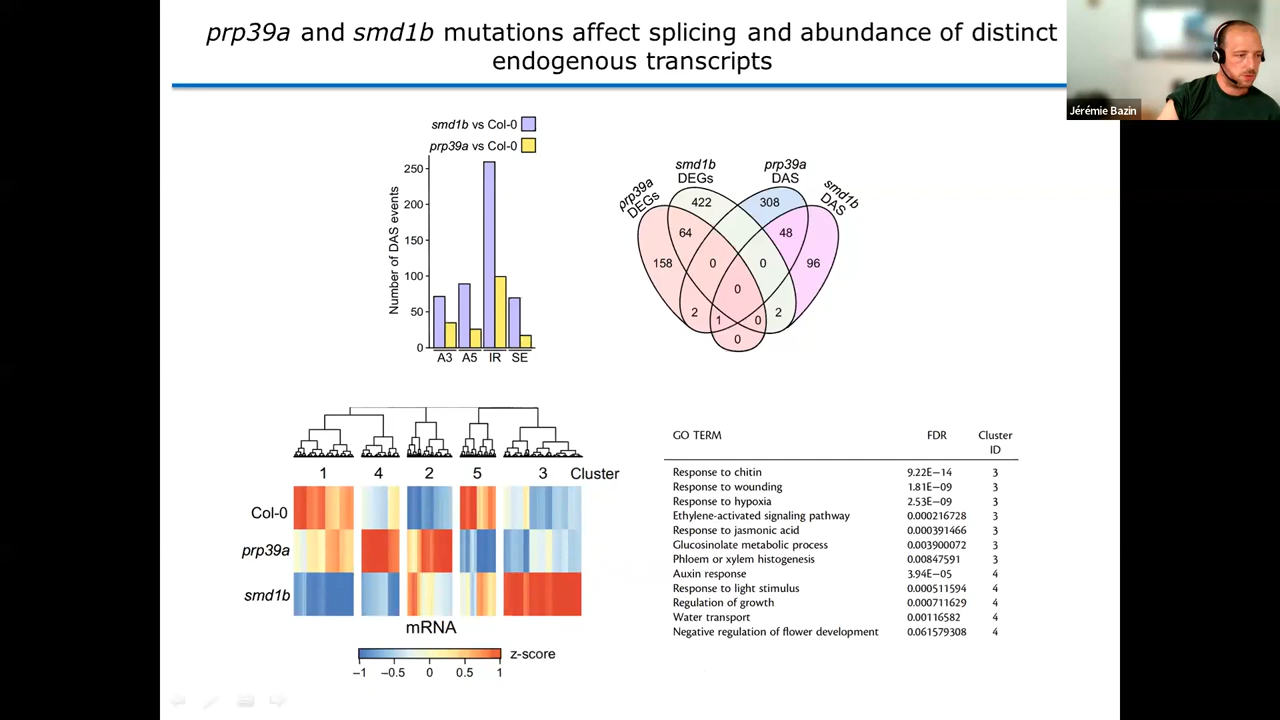 prp39a and smd1b mutations affect splicing and abundance of distinct
endogenous transcripts
Jérémie Bazin
smd1b vs Col-0
prp39a vs Col-0
Number of DAS events
250
200
150
100
50
0
A3 A5 IR SE
prp39a
DEGs
smd1b
DEGs
prp39a
DAS
smd1b
DAS
422 308
64 48
158 0 0 96
0
2 1 0 2
0
1 4 2 5 3 Cluster
Col-0
prp39a
smd1b
mRNA
z-score
−1 −0.5 0 0.5 1
GO TERM FDR Cluster
ID
Response to chitin 9.22E−14 3
Response to wounding 1.81E−09 3
Response to hypoxia 2.53E−09 3
Ethylene-activated signaling pathway 0.000216728 3
Response to jasmonic acid 0.000391466 3
Glucosinolate metabolic process 0.003900072 3
Phloem or xylem histogenesis 0.00847591 3
Auxin response 3.94E−05 4
Response to light stimulus 0.000511594 4
Regulation of growth 0.000711629 4
Water transport 0.00116582 4
Negative regulation of flower development 0.061579308 4